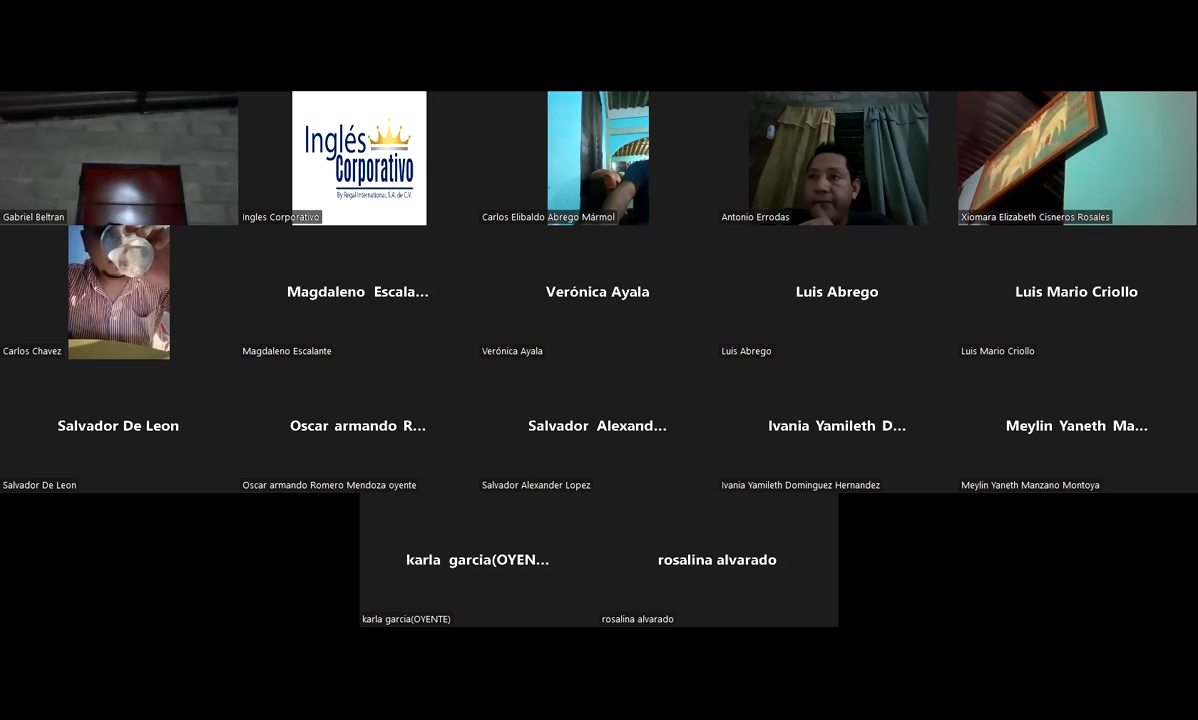 Inglés
Corporativo
By Regal International, S.A. de C.V.
Gabriel Beltran
Ingles Corporativo
Carlos Elibaldo Abrego Mármol
Antonio Errodas
Xiomara Elizabeth Cisneros Rosales
Magdaleno Escala...
Verónica Ayala
Luis Abrego
Luis Mario Criollo
Carlos Chavez
Magdaleno Escalante
Verónica Ayala
Luis Abrego
Luis Mario Criollo
Salvador De Leon
Oscar armando R...
Salvador Alexand...
Ivania Yamileth D...
Meylin Yaneth Ma...
Salvador De Leon
Oscar armando Romero Mendoza oyente
Salvador Alexander Lopez
Ivania Yamileth Dominguez Hernandez
Meylin Yaneth Manzano Montoya
karla garcia(OYEN...
rosalina alvarado
karla garcia(OYENTE)
rosalina alvarado